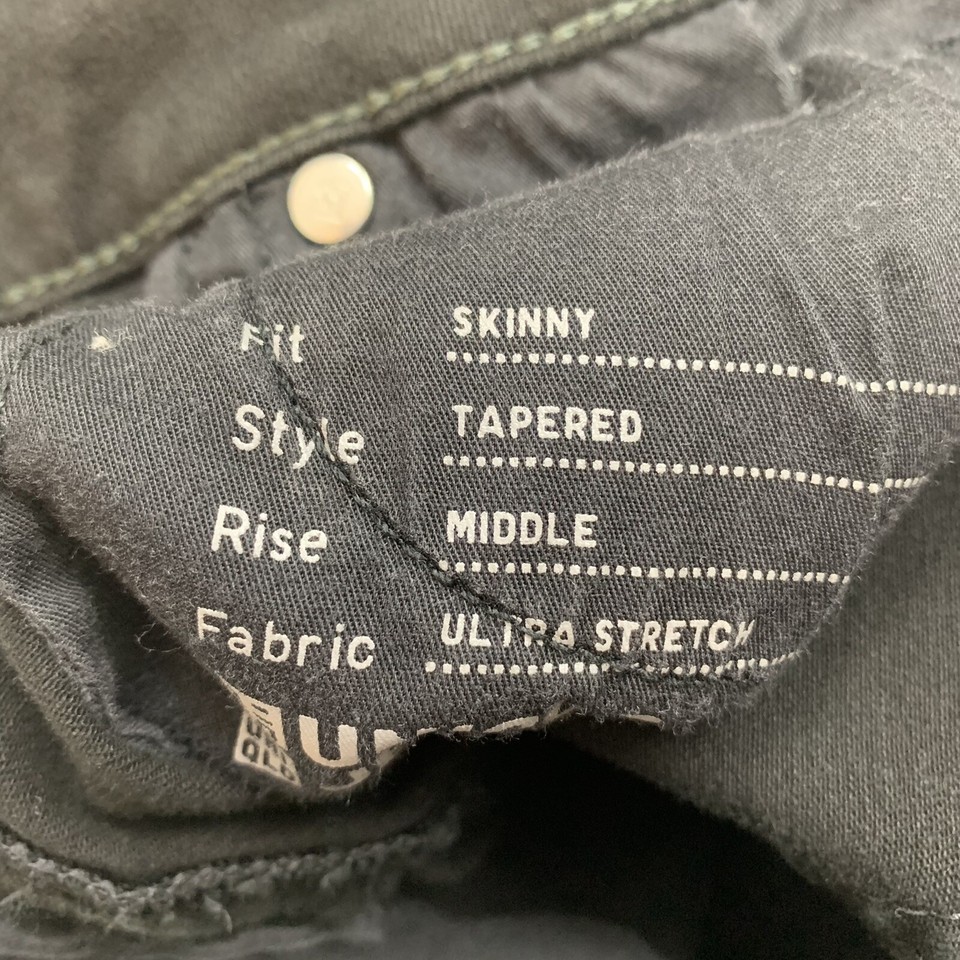 Fit SKINNY
Style TAPERED
Rise MIDDLE
Fabric ULTRA STRETCH